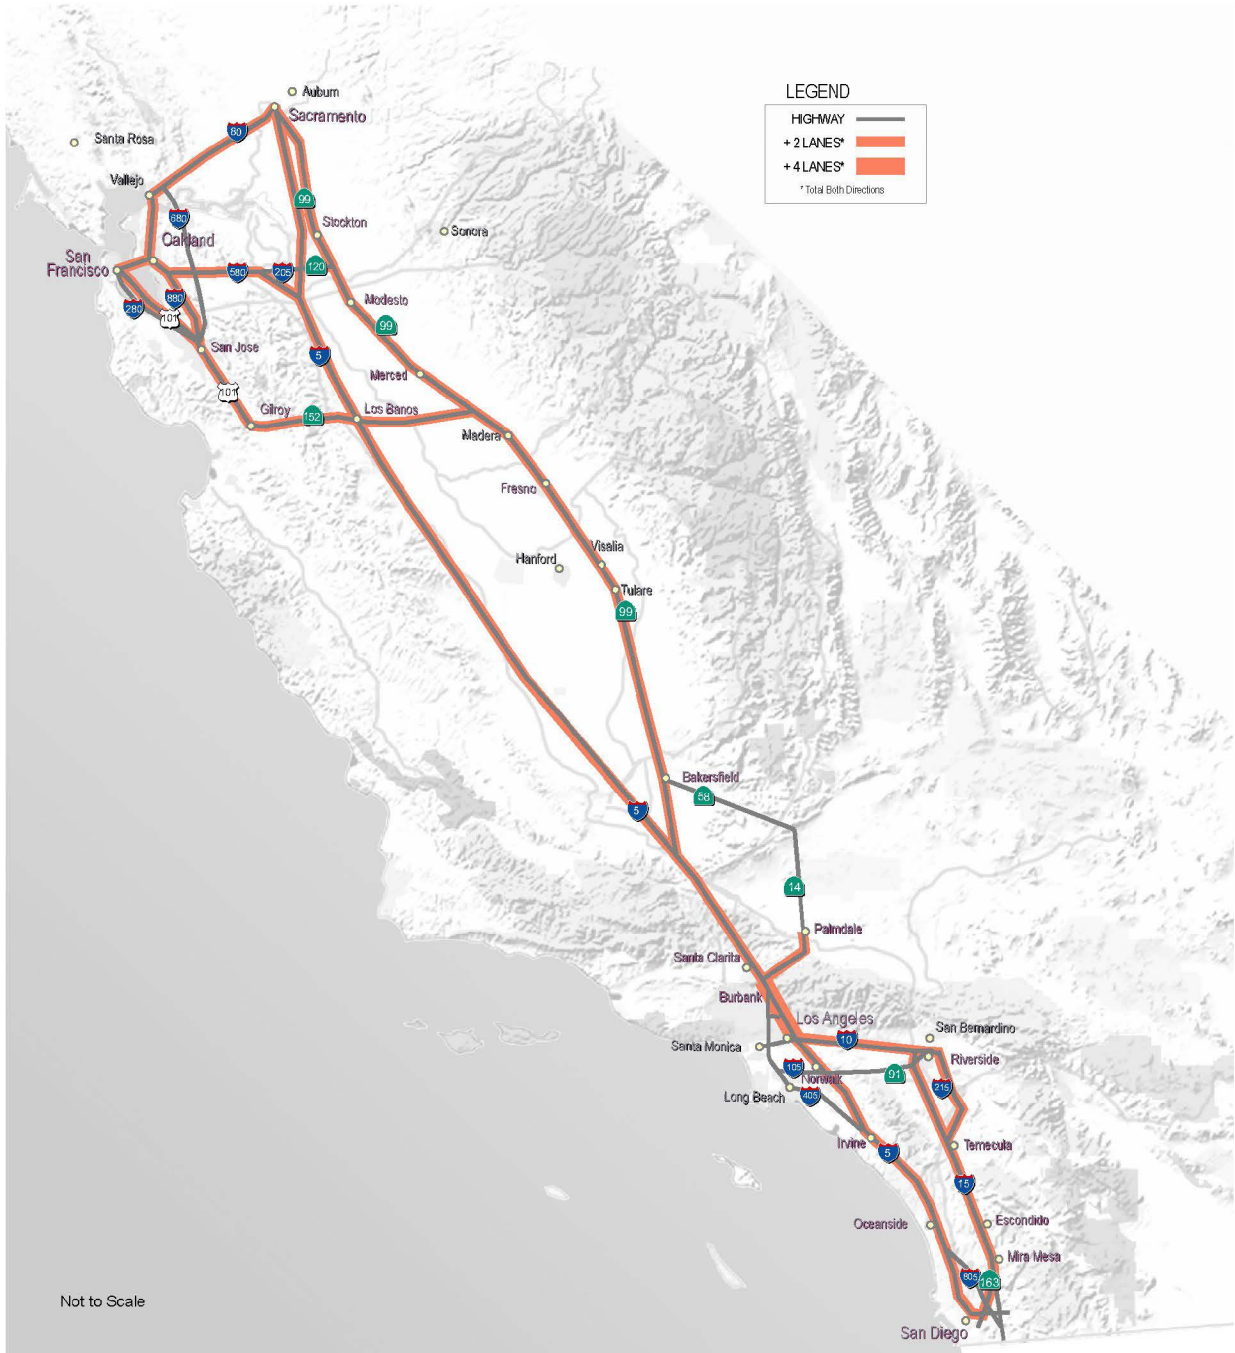 LEGEND
HIGHWAY
+ 2 LANES*
+ 4 LANES*
* Total Both Directions
Auburn
Sacramento
80
Santa Rosa
Vallejo
99
680
Stockton
Sonora
Oakland
San
Francisco
580
205
120
880
280
101
Modesto
99
San Jose
5
Merced
101
Gilroy
152
Los Banos
Madera
Fresno
Visalia
Hanford
Tulare
99
Bakersfield
58
5
14
Palmdale
Santa Clarita
Burbank
Los Angeles
San Bernardino
10
Santa Monica
Riverside
105
Norwalk
91
215
Long Beach
405
Irvine
5
Temecula
15
Oceanside
Escondido
Mira Mesa
805
163
Not to Scale
San Diego